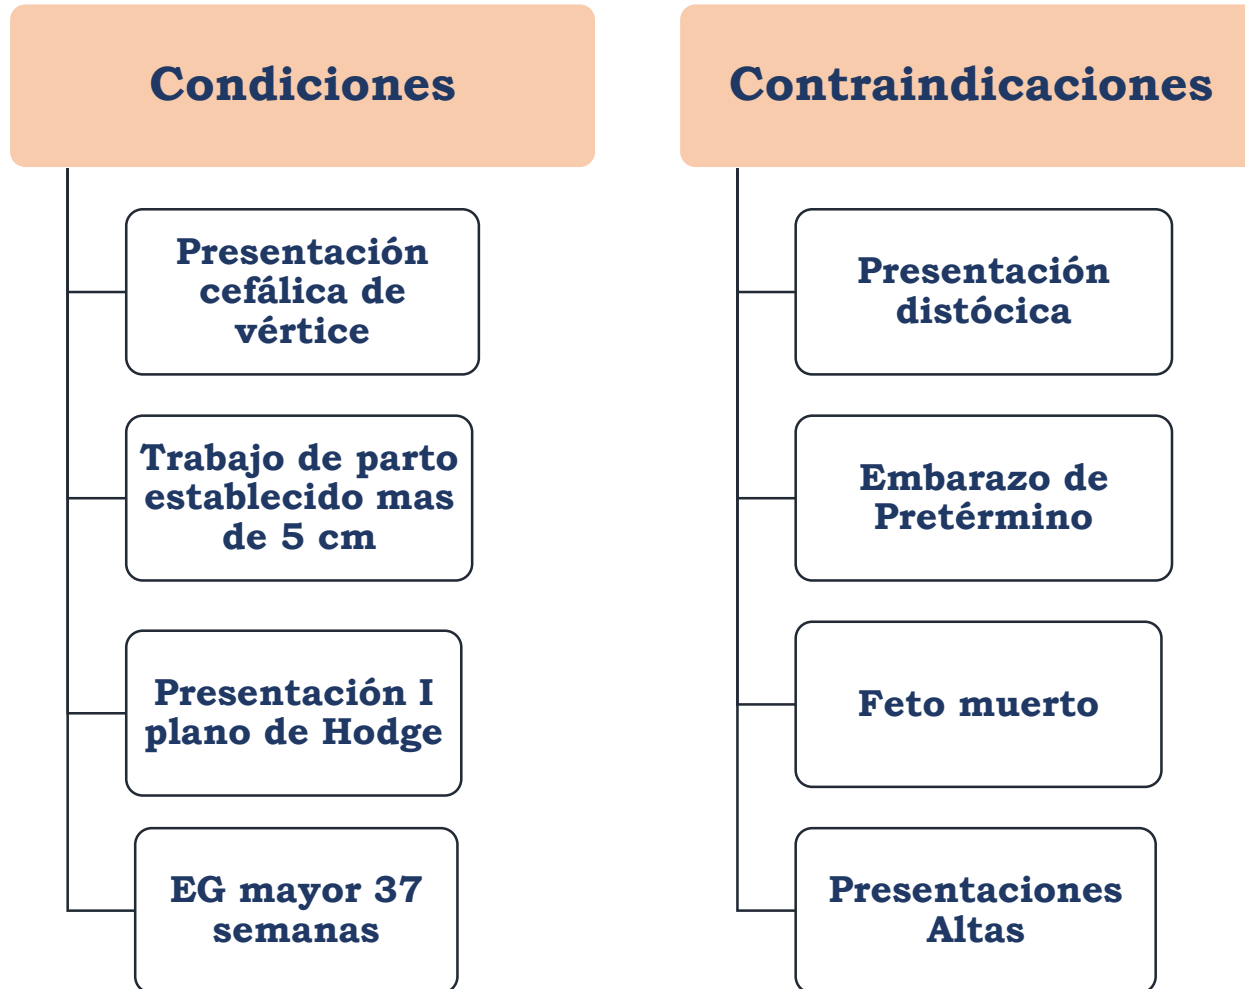 Condiciones
Presentación
cefálica de
vértice
Trabajo de parto
establecido mas
de 5 cm
Presentación I
plano de Hodge
EG mayor 37
semanas
Contraindicaciones
Presentación
distócica
Embarazo de
Pretérmino
Feto muerto
Presentaciones
Altas